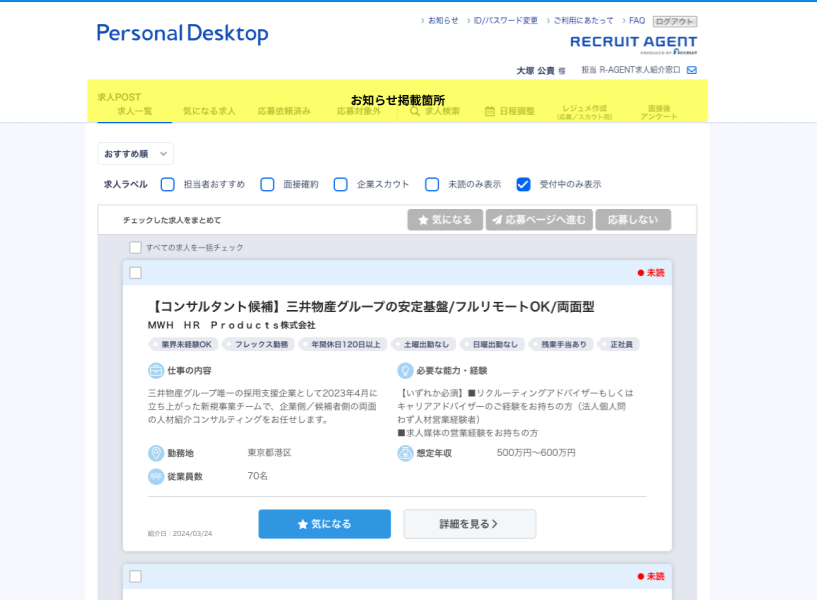 Personal Desktop
お知らせ ID/パスワード変更 ご利用にあたって FAQ ログアウト
RECRUIT AGENT
PRODUCED BY RECRUIT
大塚 公貴 様 担当 R-AGENT求人紹介窓口
求人POST
お知らせ掲載箇所
求人一覧 気になる求人 応募依頼済み 応募対象外 求人検索 日程調整 レジュメ作成 面接後
(応募/スカウト用) アンケート
おすすめ順
求人ラベル 担当者おすすめ 面接確約 企業スカウト 未読のみ表示 受付中のみ表示
チェックした求人をまとめて 気になる 応募ページへ進む 応募しない
すべての求人を一括チェック
未読
【コンサルタント候補】三井物産グループの安定基盤/フルリモートOK/両面型
MWH HR Products株式会社
業界未経験OK フレックス勤務 年間休日120日以上 土曜出勤なし 日曜出勤なし 残業手当あり 正社員
仕事の内容
三井物産グループ唯一の採用支援企業として2023年4月に
立ち上がった新規事業チームで、企業側/候補者側の両面
の人材紹介コンサルティングをお任せします。
必要な能力・経験
【いずれか必須】■リクルーティングアドバイザーもしくは
キャリアアドバイザーのご経験をお持ちの方（法人個人問
わず人材営業経験者）
■求人媒体の営業経験をお持ちの方
勤務地 東京都港区
想定年収 500万円～600万円
従業員数 70名
紹介日：2024/03/24
気になる 詳細を見る
未読